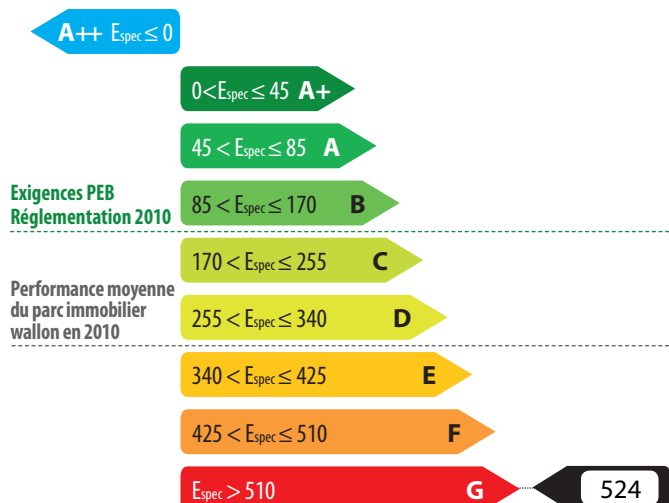 A++ Espec ≤ 0
0<Espec ≤ 45 A+
45 < Espec ≤ 85 A
Exigences PEB
Réglementation 2010
85 < Espec ≤ 170 B
170 < Espec ≤ 255 C
Performance moyenne
du parc immobilier
wallon en 2010
255 < Espec ≤ 340 D
340 < Espec ≤ 425 E
425 < Espec ≤ 510 F
Espec > 510 G
524